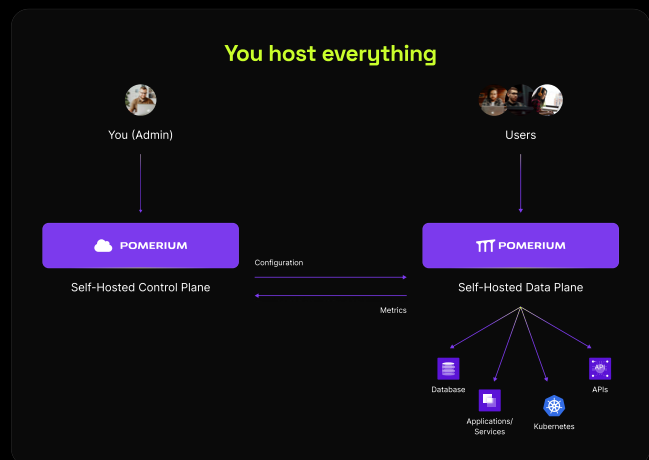 You host everything
You (Admin)
Users
POMERIUM
POMERIUM
Self-Hosted Control Plane
Configuration
Metrics
Self-Hosted Data Plane
Database
API
APIs
Applications/
Services
Kubernetes